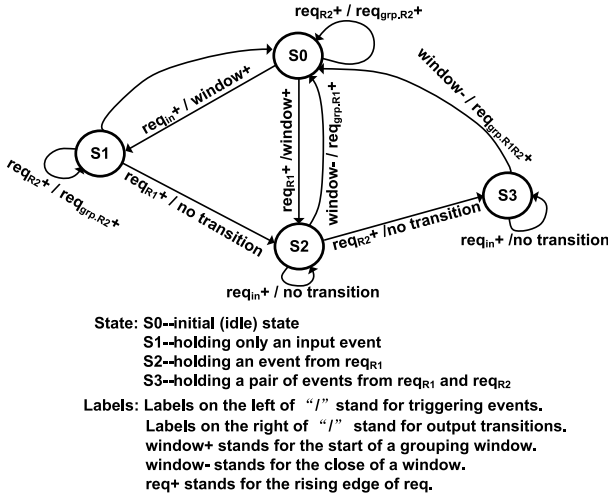 req_R2+ / req_grp.R2+
S0
req_in+ / window+
req_R1+ /window+
window- / req_grp.R1+
window- / req_grp.R1R2+
S1
req_R2+ / req_grp.R2+
req_R1+ / no transition
S3
S2
req_R2+ /no transition
req_in+ /no transition
req_in+ / no transition
State: S0--initial (idle) state
S1--holding only an input event
S2--holding an event from req_R1
S3--holding a pair of events from req_R1 and req_R2
Labels: Labels on the left of “/” stand for triggering events.
Labels on the right of “/” stand for output transitions.
window+ stands for the start of a grouping window.
window- stands for the close of a window.
req+ stands for the rising edge of req.